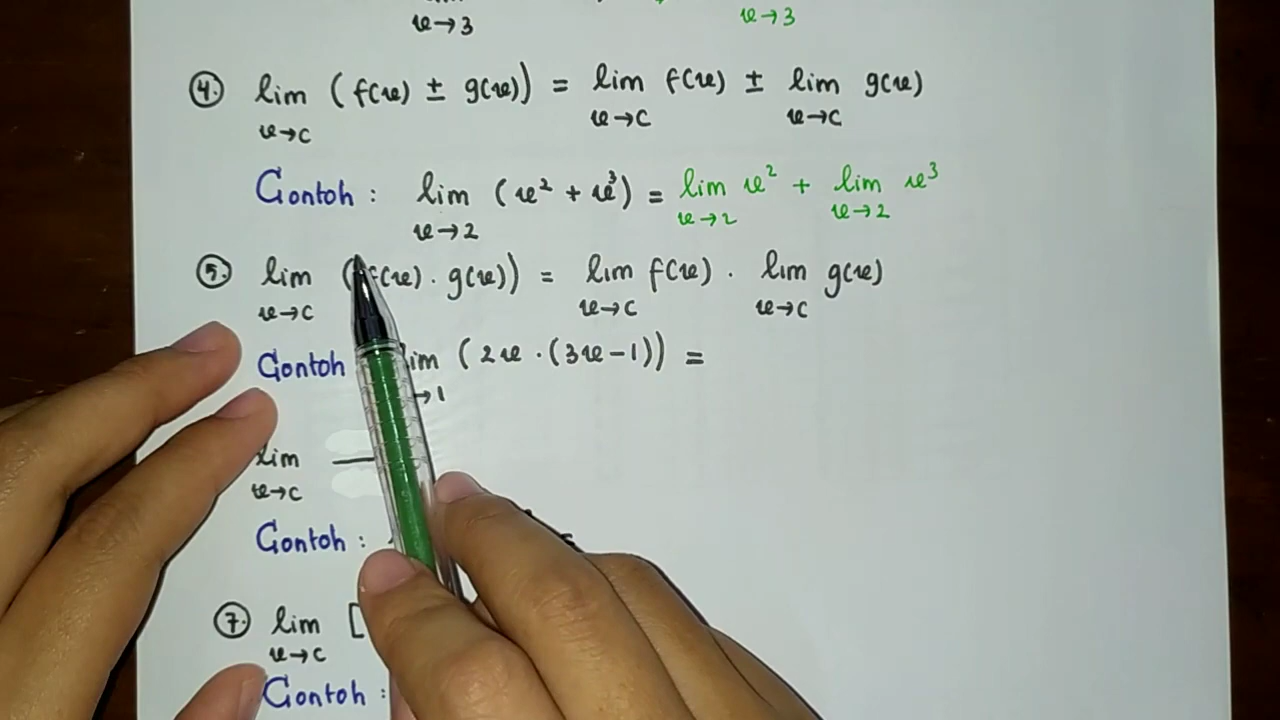 x→3 x→3
4. lim (f(x) ± g(x)) = lim f(x) ± lim g(x)
x→c x→c x→c
Contoh : lim (x² + x³) = lim x² + lim x³
x→2 x→2 x→2
5. lim (f(x) . g(x)) = lim f(x) . lim g(x)
x→c x→c x→c
Contoh lim (2x . (3x-1)) =
→1
lim
x→c
Contoh :
7. lim [
x→c
Contoh :